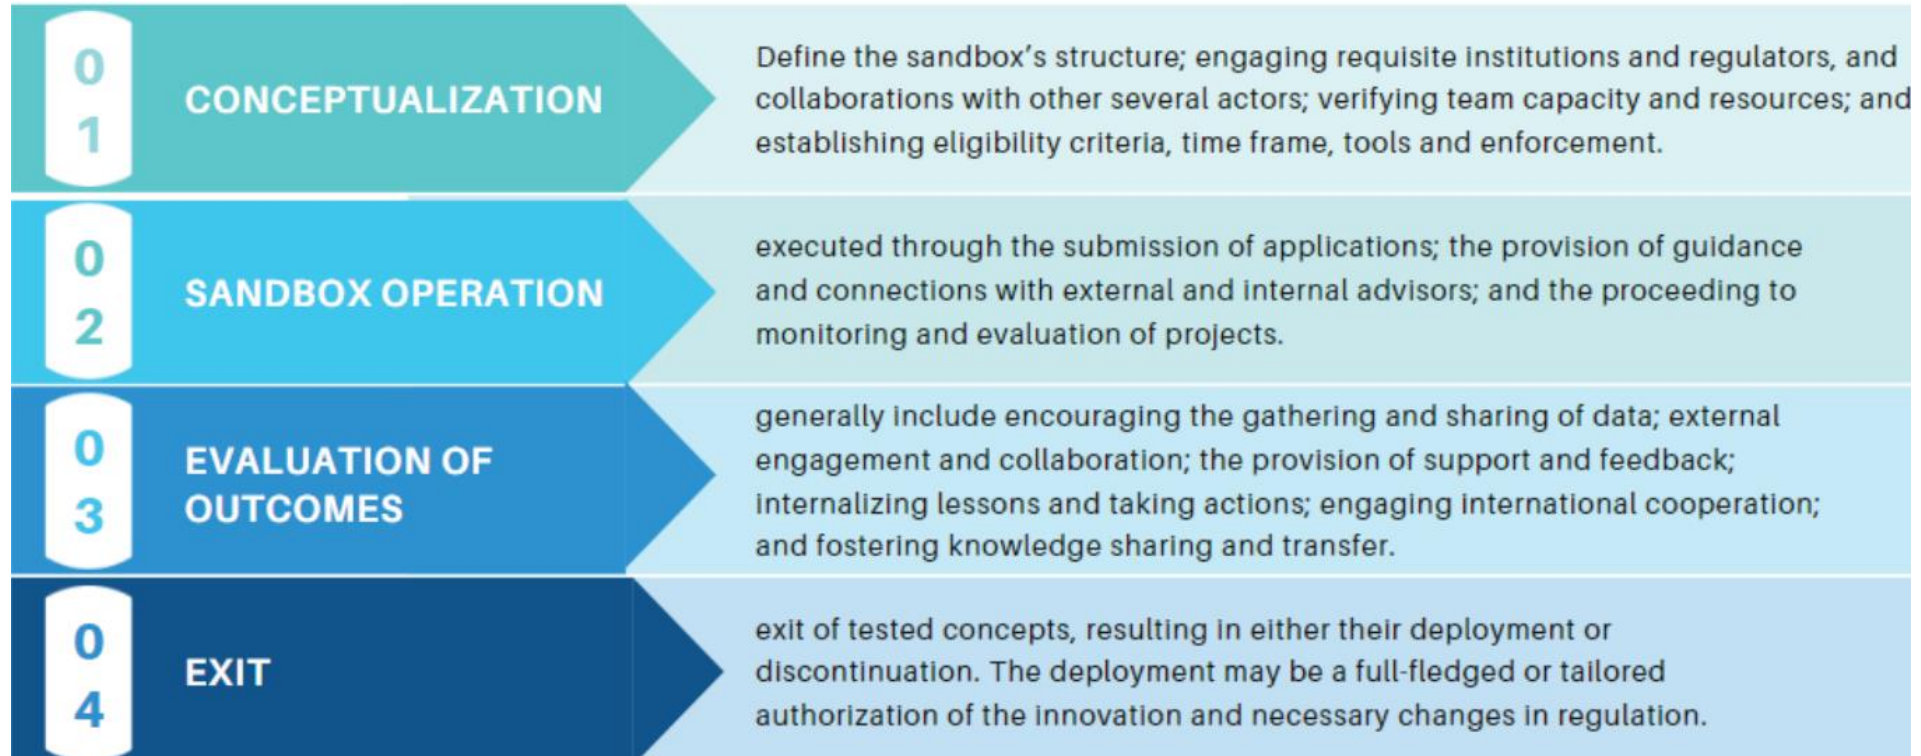 0
1
CONCEPTUALIZATION
Define the sandbox's structure; engaging requisite institutions and regulators, and
collaborations with other several actors; verifying team capacity and resources; and
establishing eligibility criteria, time frame, tools and enforcement.
0
2
SANDBOX OPERATION
executed through the submission of applications; the provision of guidance
and connections with external and internal advisors; and the proceeding to
monitoring and evaluation of projects.
0
3
EVALUATION OF
OUTCOMES
generally include encouraging the gathering and sharing of data; external
engagement and collaboration; the provision of support and feedback;
internalizing lessons and taking actions; engaging international cooperation;
and fostering knowledge sharing and transfer.
0
4
EXIT
exit of tested concepts, resulting in either their deployment or
discontinuation. The deployment may be a full-fledged or tailored
authorization of the innovation and necessary changes in regulation.